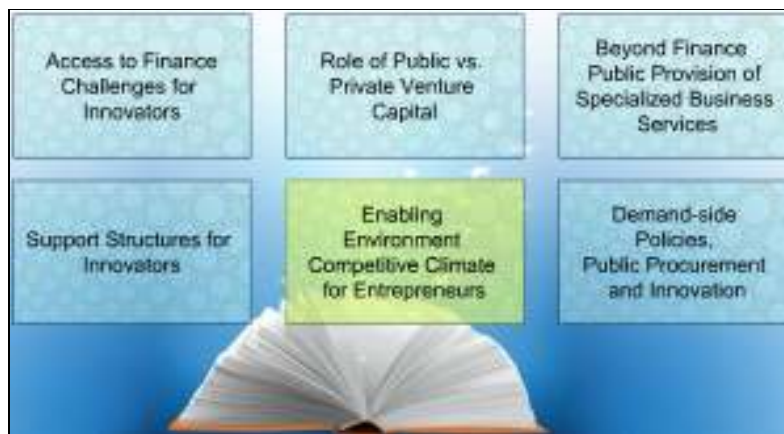 Access to Finance
Challenges for
Innovators
Role of Public vs.
Private Venture
Capital
Beyond Finance
Public Provision of
Specialized Business
Services
Support Structures for
Innovators
Enabling
Environment
Competitive Climate
for Entrepreneurs
Demand-side
Policies,
Public Procurement
and Innovation